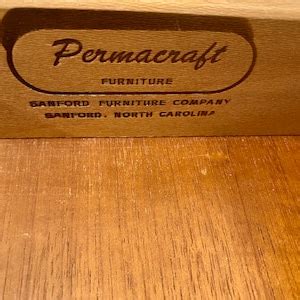 Permacraft
FURNITURE
SANFORD FURNITURE COMPANY
SANFORD, NORTH CAROLINA